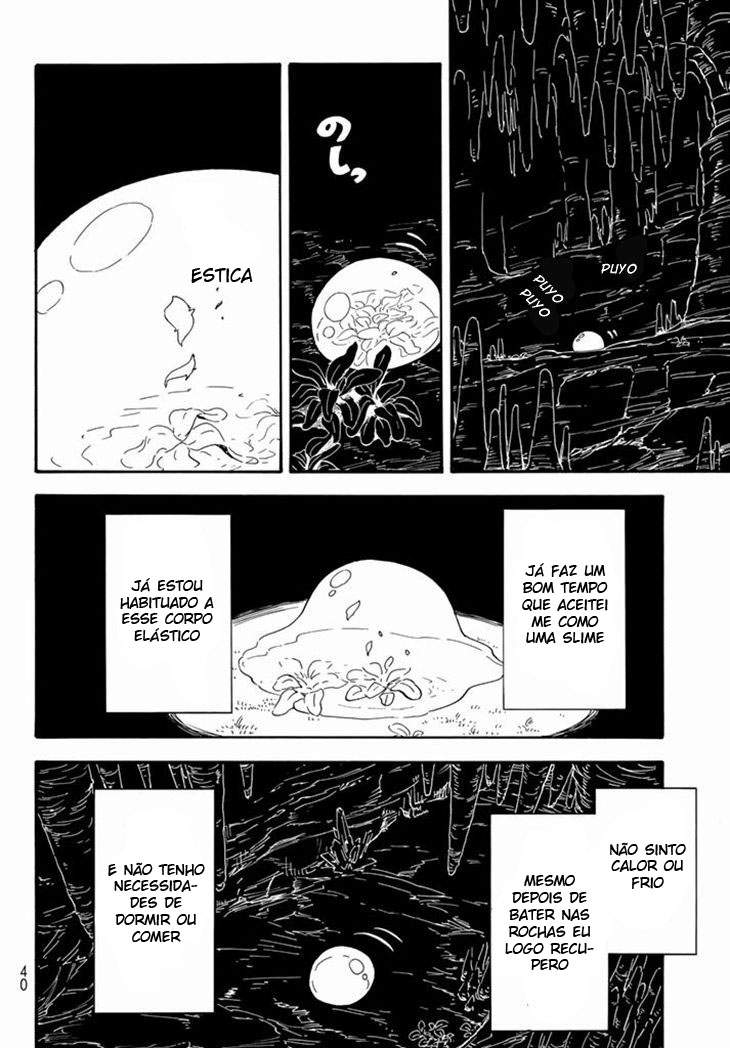 PUYO
PUYO
PUYO
のしっ
ESTICA
JÁ FAZ UM
BOM TEMPO
QUE ACEITEI
ME COMO
UMA SLIME
JÁ ESTOU
HABITUADO A
ESSE CORPO
ELÁSTICO
NÃO SINTO
CALOR OU
FRIO
MESMO
DEPOIS DE
BATER NAS
ROCHAS EU
LOGO RECU-
PERO
E NÃO TENHO
NECESSIDA-
DES DE
DORMIR OU
COMER
40